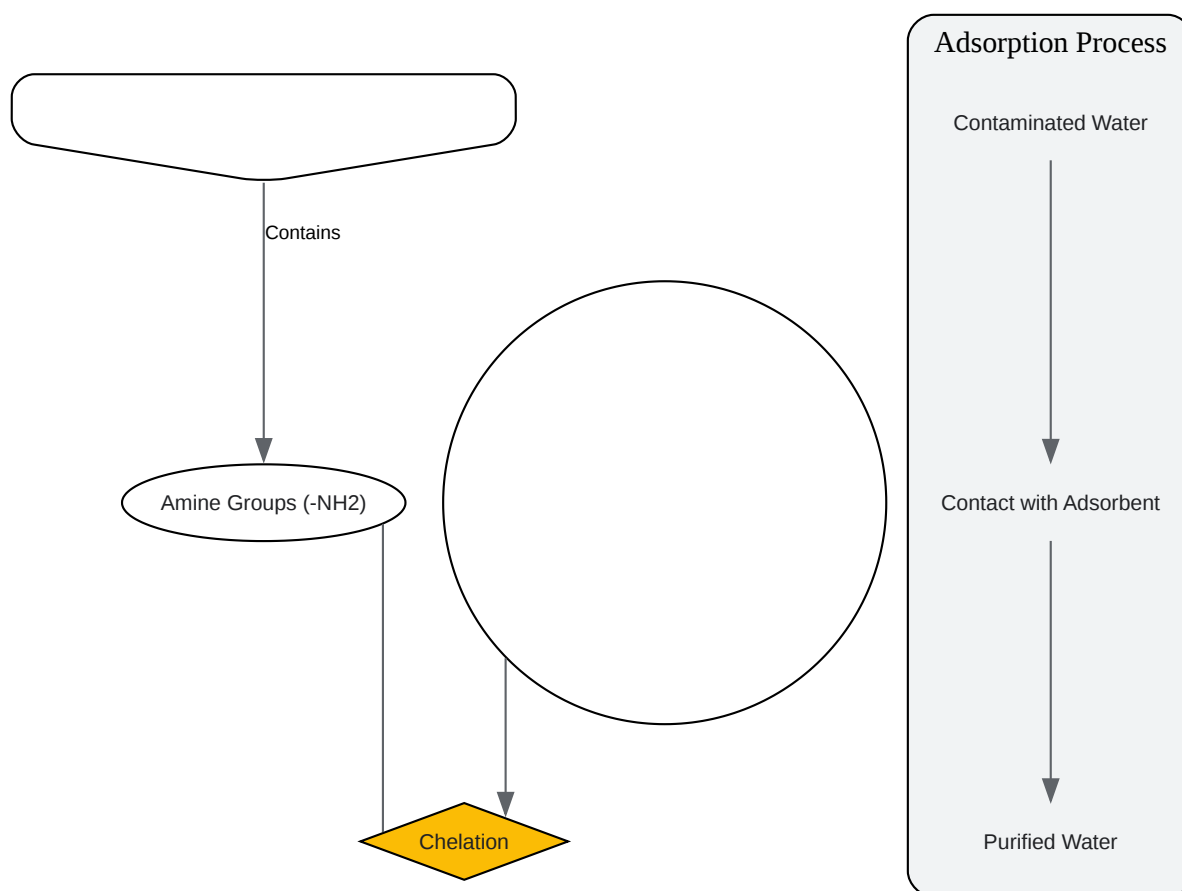 Contains
Amine Groups (-NH2)
Chelation
Adsorption Process
Contaminated Water
Contact with Adsorbent
Purified Water